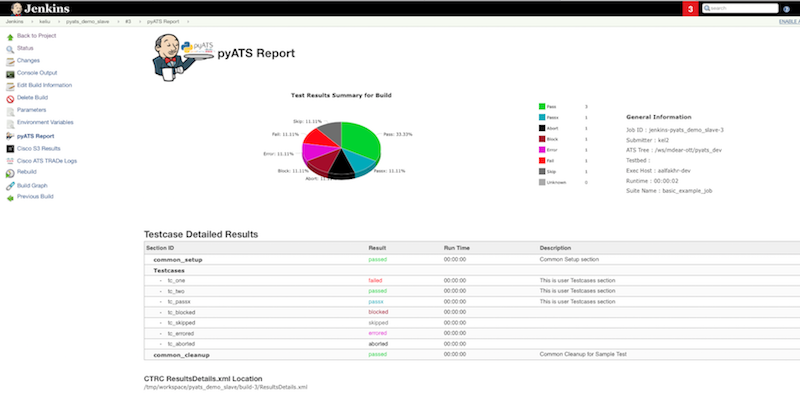 Jenkins
3
search
Jenkins keliu pyats_demo_slave #3 pyATS Report
ENABLE
Back to Project
Status
Changes
Console Output
Edit Build Information
Delete Build
Parameters
Environment Variables
pyATS Report
Cisco S3 Results
Cisco ATS TRADe Logs
Rebuild
Build Graph
Previous Build
pyATS
pyATS Report
Test Results Summary for Build
Skip: 11.11%
Fail: 11.11%
Error: 11.11%
Block: 11.11%
Abort: 11.11%
Passx: 11.11%
Pass: 33.33%
Pass 3
Passx 1
Abort 1
Block 1
Error 1
Fail 1
Skip 1
Unknown 0
General Information
Job ID : jenkins-pyats_demo_slave-3
Submitter : kel2
ATS Tree : /ws/mdear-ott/pyats_dev
Testbed :
Exec Host : aalfakhr-dev
Runtime : 00:00:02
Suite Name : basic_example_job
Testcase Detailed Results
Section ID Result Run Time Description
common_setup passed 00:00:00 Common Setup section
Testcases
- tc_one failed 00:00:00 This is user Testcases section
- tc_two passed 00:00:00 This is user Testcases section
- tc_passx passx 00:00:00 This is user Testcases section
- tc_blocked blocked 00:00:00
- tc_skipped skipped 00:00:00
- tc_errored errored 00:00:00
- tc_aborted aborted 00:00:00
common_cleanup passed 00:00:00 Common Cleanup for Sample Test
CTRC ResultsDetails.xml Location
/tmp/workspace/pyats_demo_slave/build-3/ResultsDetails.xml